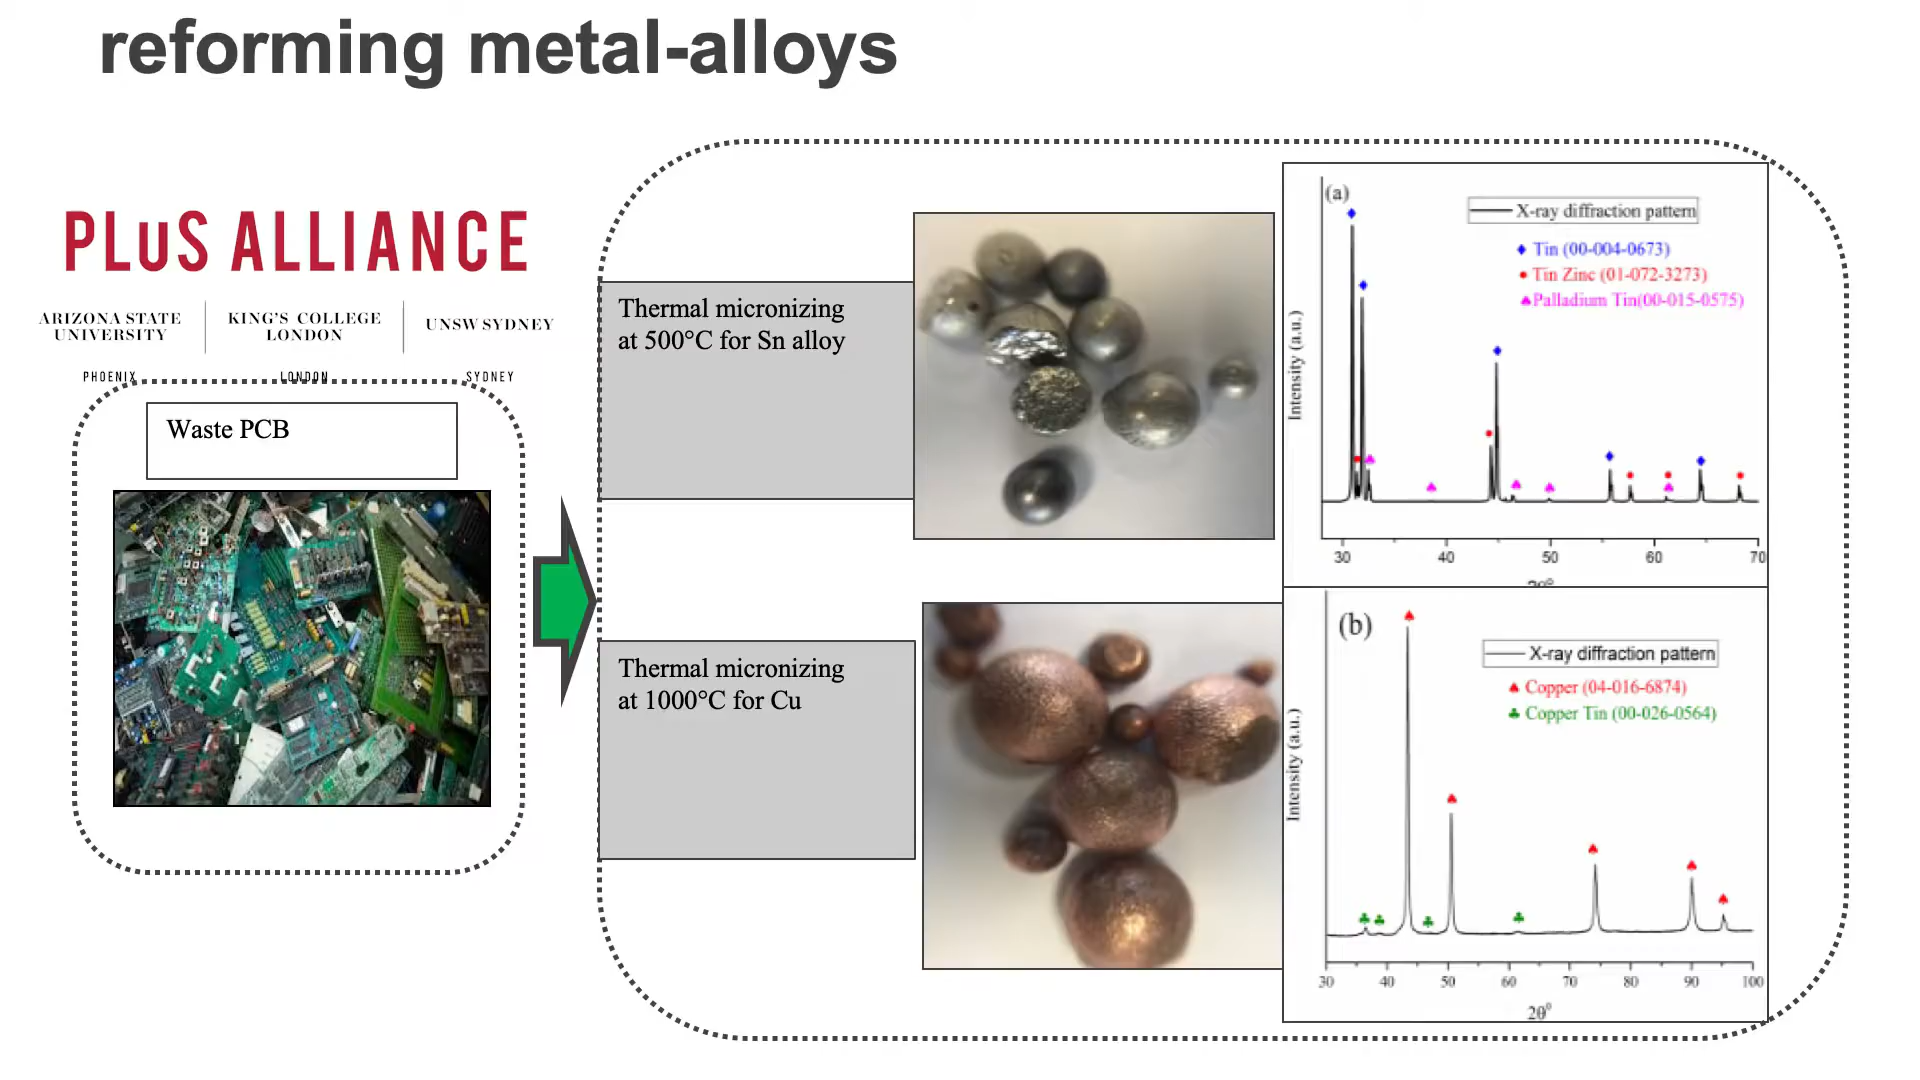 reforming metal-alloys
PLuS ALLIANCE
ARIZONA STATE
UNIVERSITY
KING'S COLLEGE
LONDON
UNSW SYDNEY
PHOENIX
LONDON
SYDNEY
Waste PCB
Thermal micronizing
at 500°C for Sn alloy
Thermal micronizing
at 1000°C for Cu
(a)
X-ray diffraction pattern
Tin (00-004-0673)
Tin Zinc (01-072-3273)
Palladium Tin(00-015-0575)
Intensity (a.u.)
30 40 50 60 70
(b)
X-ray diffraction pattern
Copper (04-016-6874)
Copper Tin (00-026-0564)
Intensity (a.u.)
30 40 50 60 70 80 90 100
2θ⁰